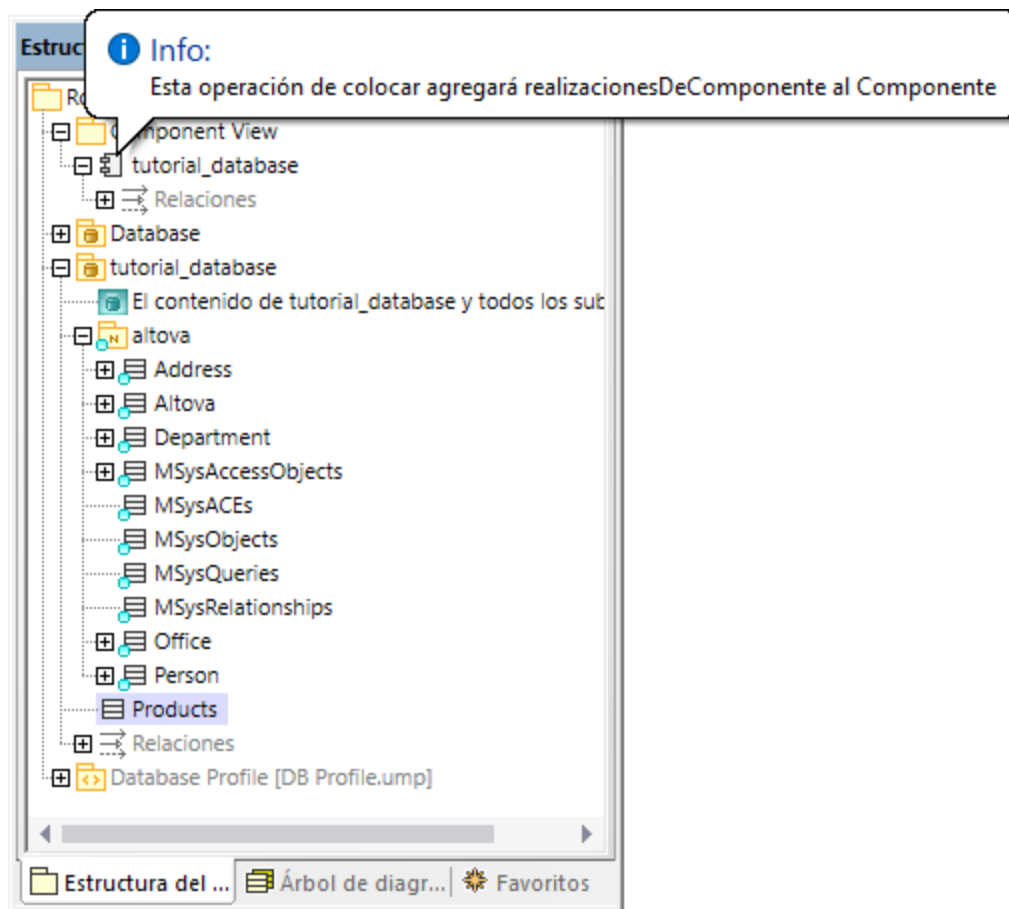 Estruc
Info:
Esta operación de colocar agregará realizacionesDeComponente al Componente
Component View
tutorial_database
Relaciones
Database
tutorial_database
El contenido de tutorial_database y todos los sub
altova
Address
Altova
Department
MSysAccessObjects
MSysACEs
MSysObjects
MSysQueries
MSysRelationships
Office
Person
Products
Relaciones
Database Profile [DB Profile.ump]
Estructura del ... Árbol de diagr... Favoritos